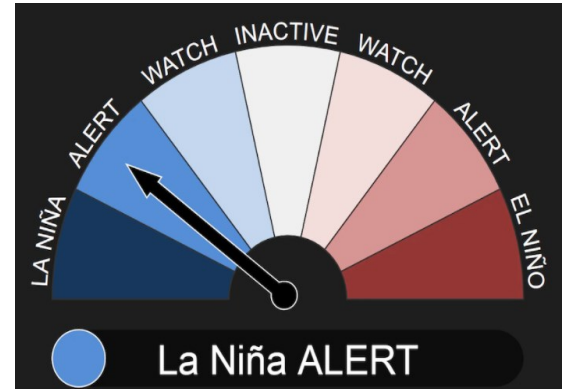 LA NIÑA
ALERT
WATCH
INACTIVE
WATCH
ALERT
EL NIÑO
La Niña ALERT